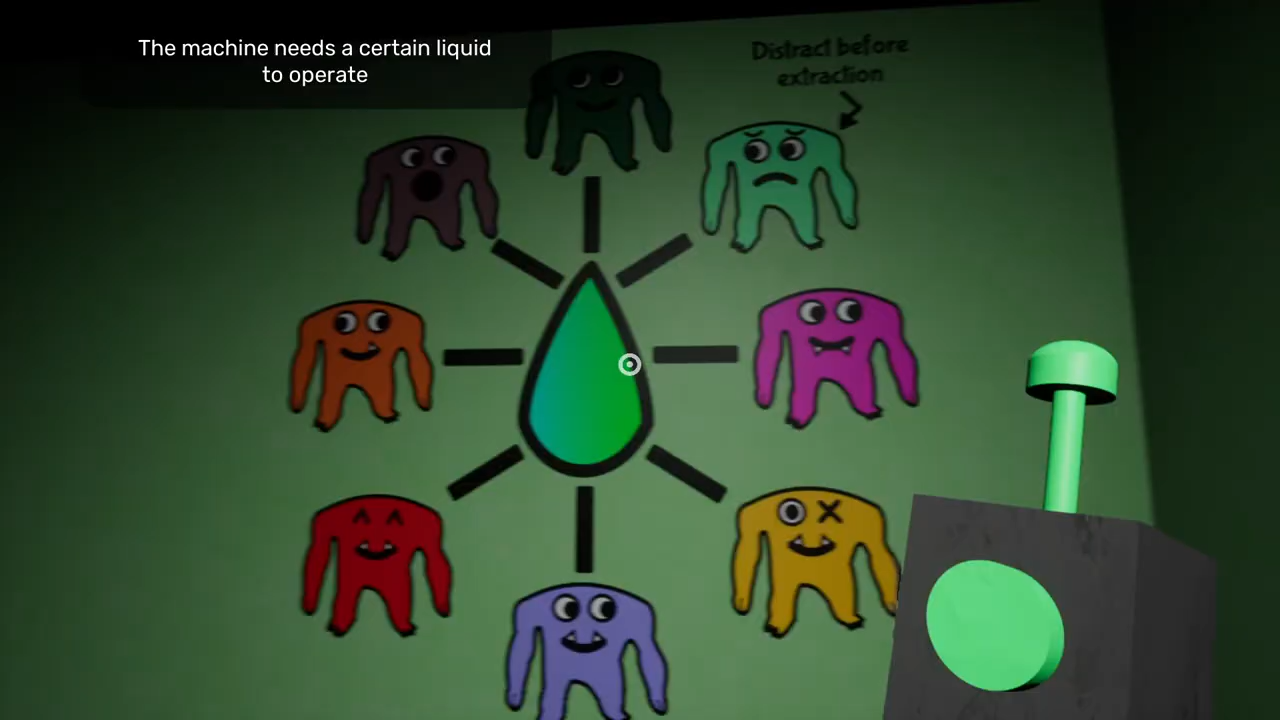 The machine needs a certain liquid
to operate
Distract before
extraction